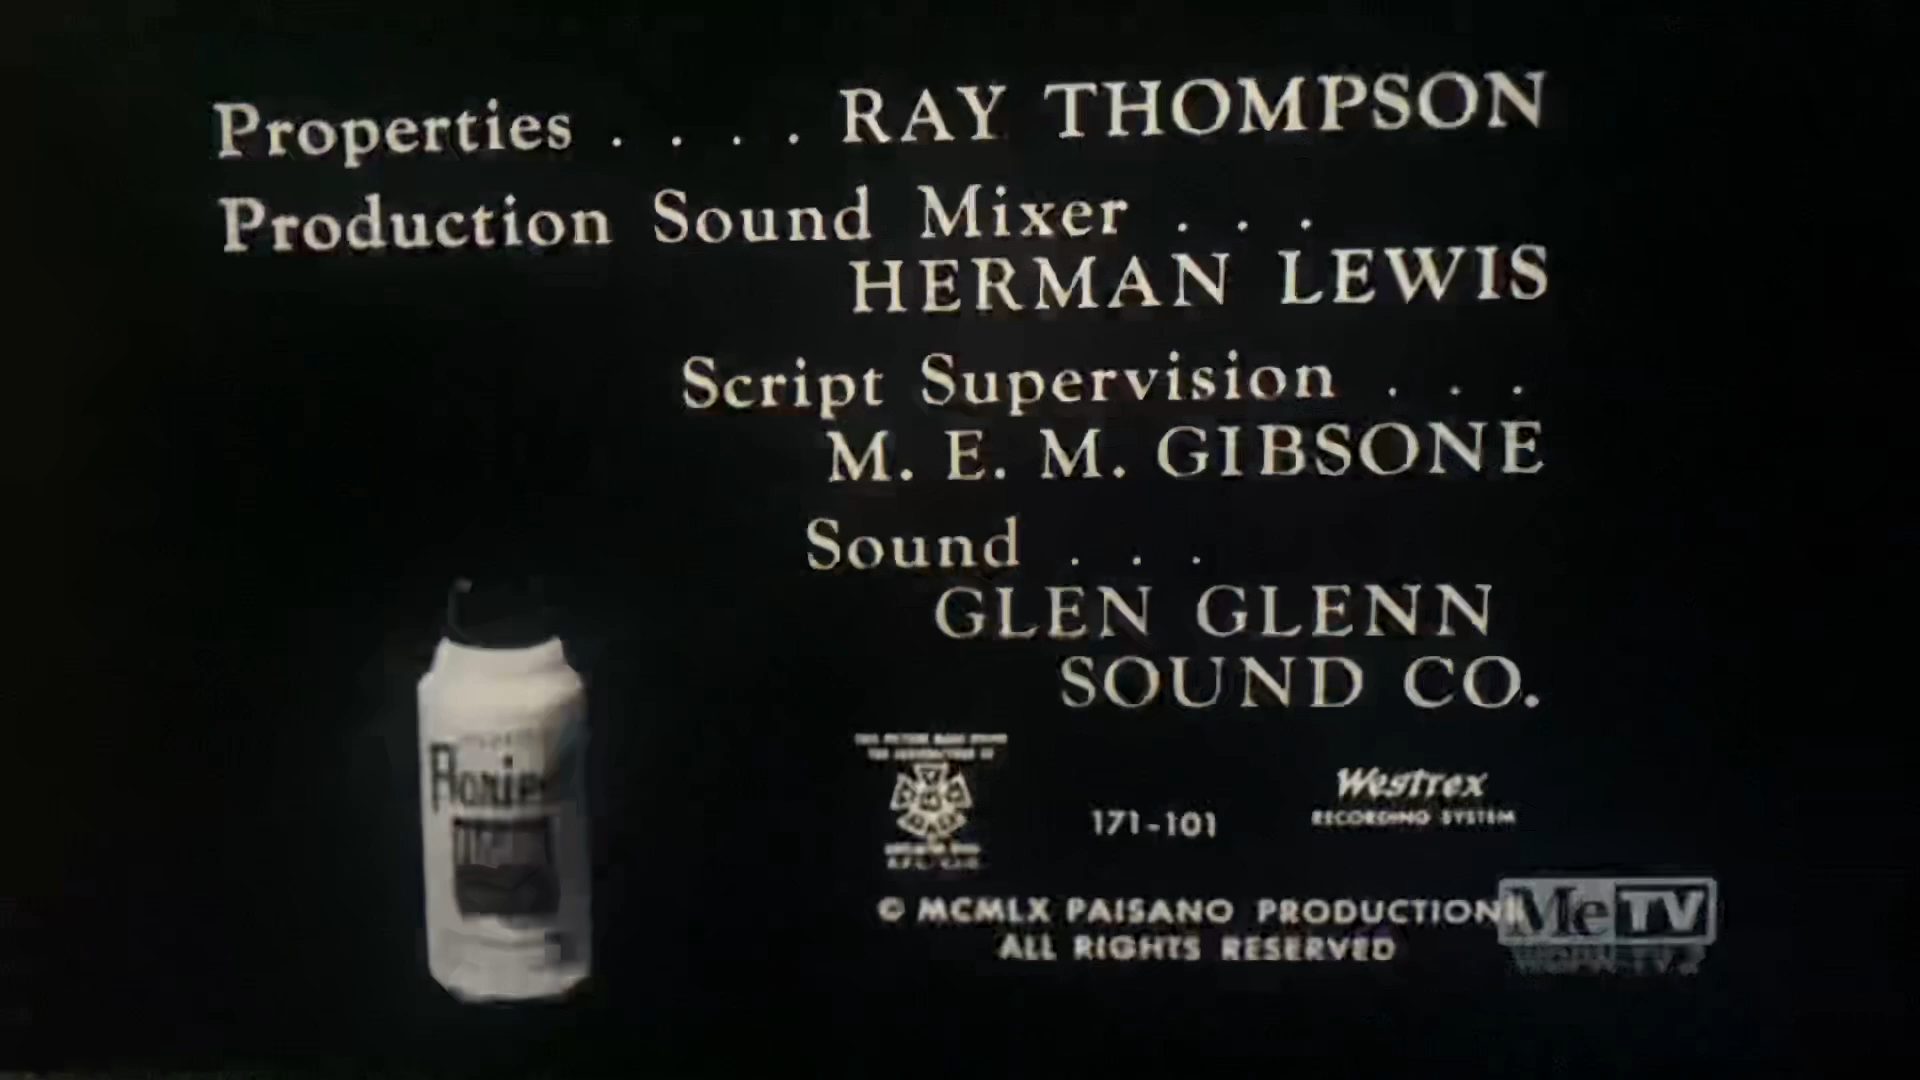 Properties . . . . RAY THOMPSON
Production Sound Mixer . . .
HERMAN LEWIS
Script Supervision . . .
M. E. M. GIBSONE
Sound . . .
GLEN GLENN
SOUND CO.
171-101
Westrex
RECORDING SYSTEM
© MCMLX PAISANO PRODUCTION
ALL RIGHTS RESERVED
MeTV